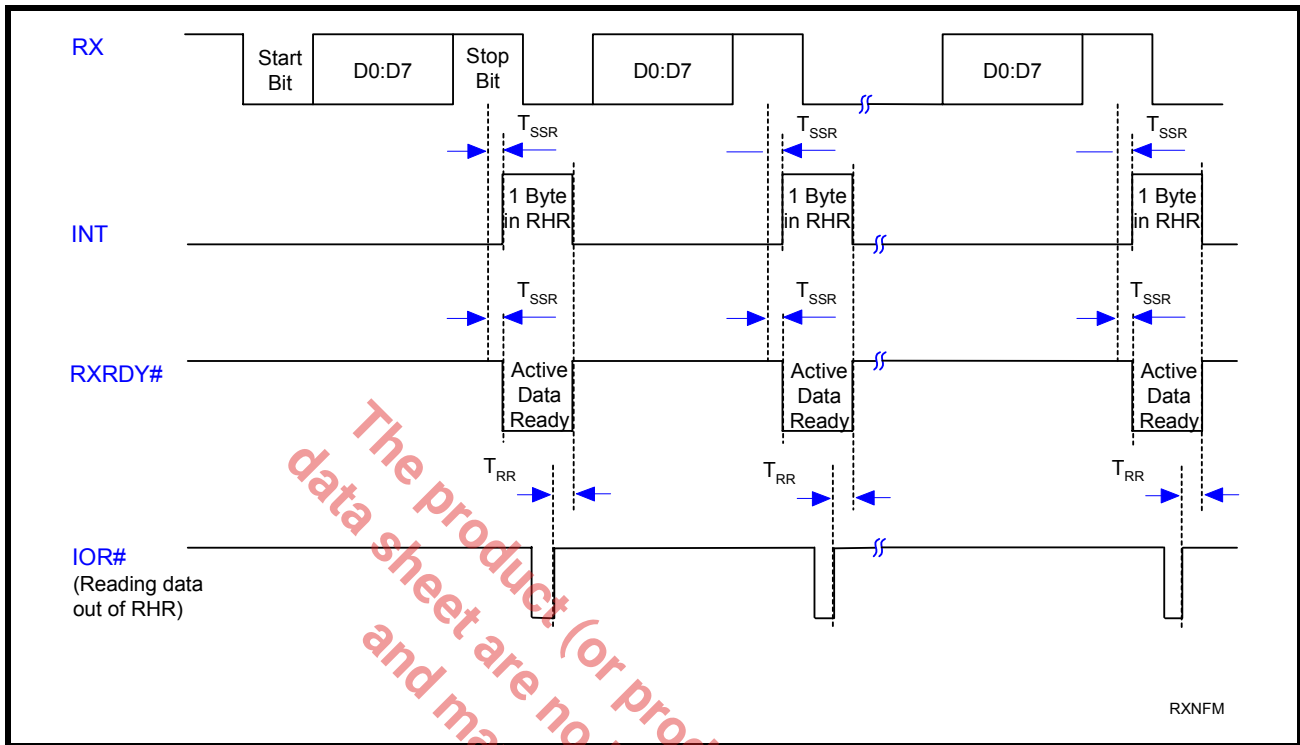 RX
Start
Bit
D0:D7
Stop
Bit
D0:D7
D0:D7
TSSR
TSSR
TSSR
INT
1 Byte
in RHR
1 Byte
in RHR
1 Byte
in RHR
TSSR
TSSR
TSSR
RXRDY#
Active
Data
Ready
Active
Data
Ready
Active
Data
Ready
TRR
TRR
TRR
IOR#
(Reading data
out of RHR)
The product (or prod
data sheet are no
and ma
RXNFM